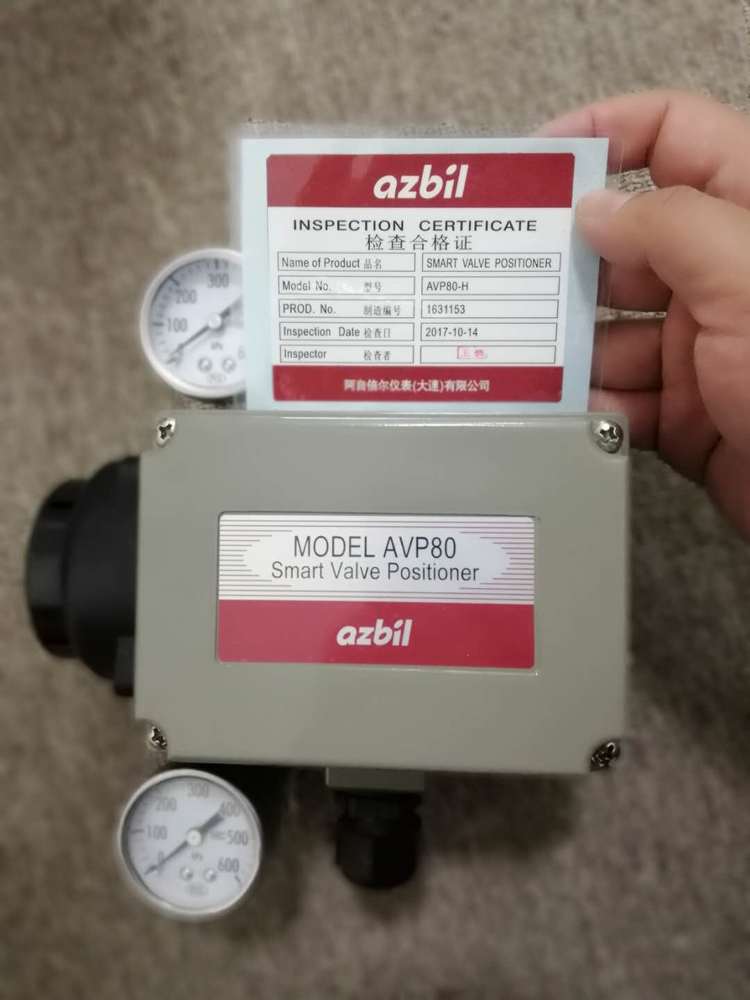 azbil
INSPECTION CERTIFICATE
检查合格证
Name of Product 品名 SMART VALVE POSITIONER
Model No. 型号 AVP80-H
PROD. No. 制造编号 1631153
Inspection Date 检查日 2017-10-14
Inspector 检查者
阿自倍尔仪表(大连)有限公司
300
200
100
0
kPa
MODEL AVP80
Smart Valve Positioner
azbil
300
200
400
100
500
kPa
0
600